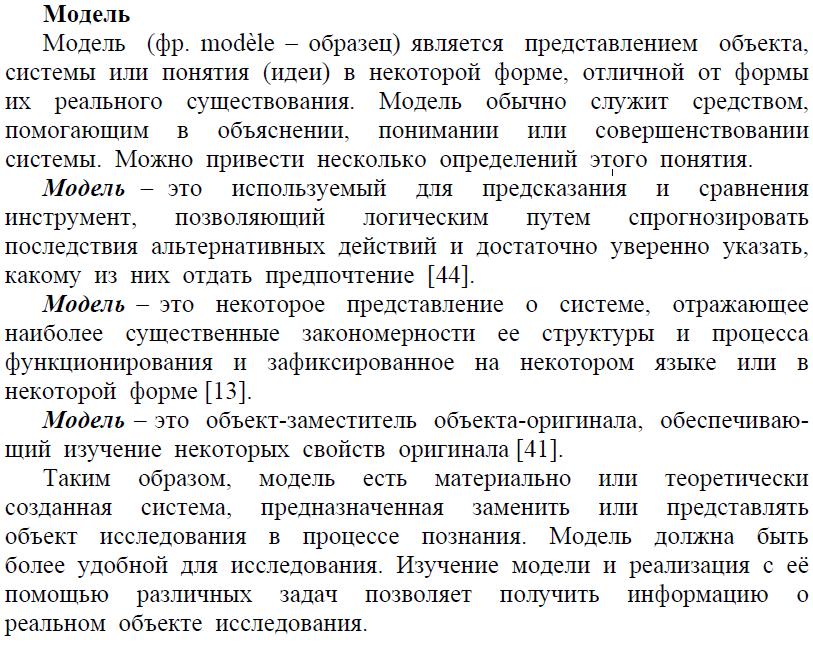 Модель
Модель (фр. modèle – образец) является представлением объекта,
системы или понятия (идеи) в некоторой форме, отличной от формы
их реального существования. Модель обычно служит средством,
помогающим в объяснении, понимании или совершенствовании
системы. Можно привести несколько определений этого понятия.
Модель – это используемый для предсказания и сравнения
инструмент, позволяющий логическим путем спрогнозировать
последствия альтернативных действий и достаточно уверенно указать,
какому из них отдать предпочтение [44].
Модель – это некоторое представление о системе, отражающее
наиболее существенные закономерности ее структуры и процесса
функционирования и зафиксированное на некотором языке или в
некоторой форме [13].
Модель – это объект-заместитель объекта-оригинала, обеспечиваю-
щий изучение некоторых свойств оригинала [41].
Таким образом, модель есть материально или теоретически
созданная система, предназначенная заменить или представлять
объект исследования в процессе познания. Модель должна быть
более удобной для исследования. Изучение модели и реализация с её
помощью различных задач позволяет получить информацию о
реальном объекте исследования.